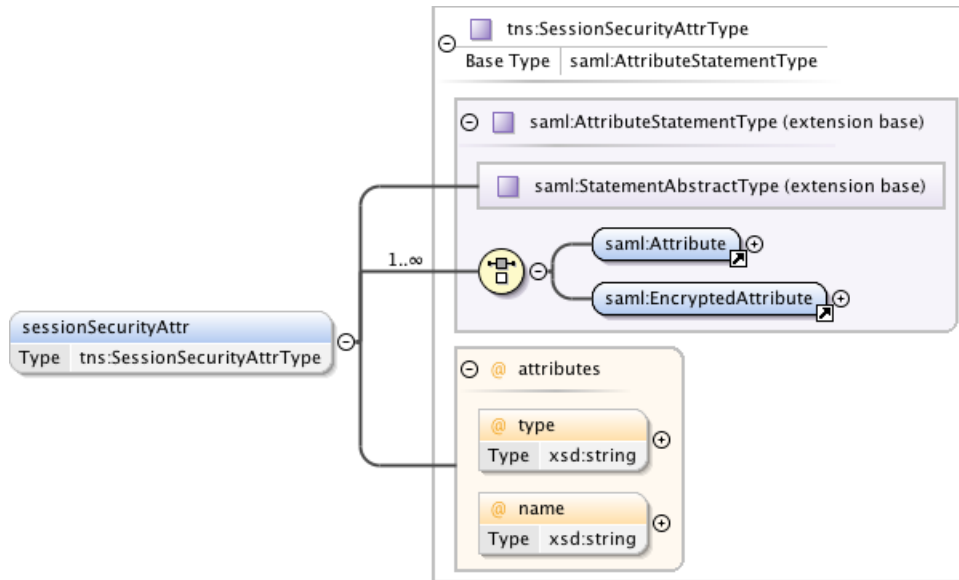 tns:SessionSecurityAttrType
Base Type saml:AttributeStatementType
saml:AttributeStatementType (extension base)
saml:StatementAbstractType (extension base)
1..∞
saml:Attribute
saml:EncryptedAttribute
sessionSecurityAttr
Type tns:SessionSecurityAttrType
@ attributes
@ type
Type xsd:string
@ name
Type xsd:string